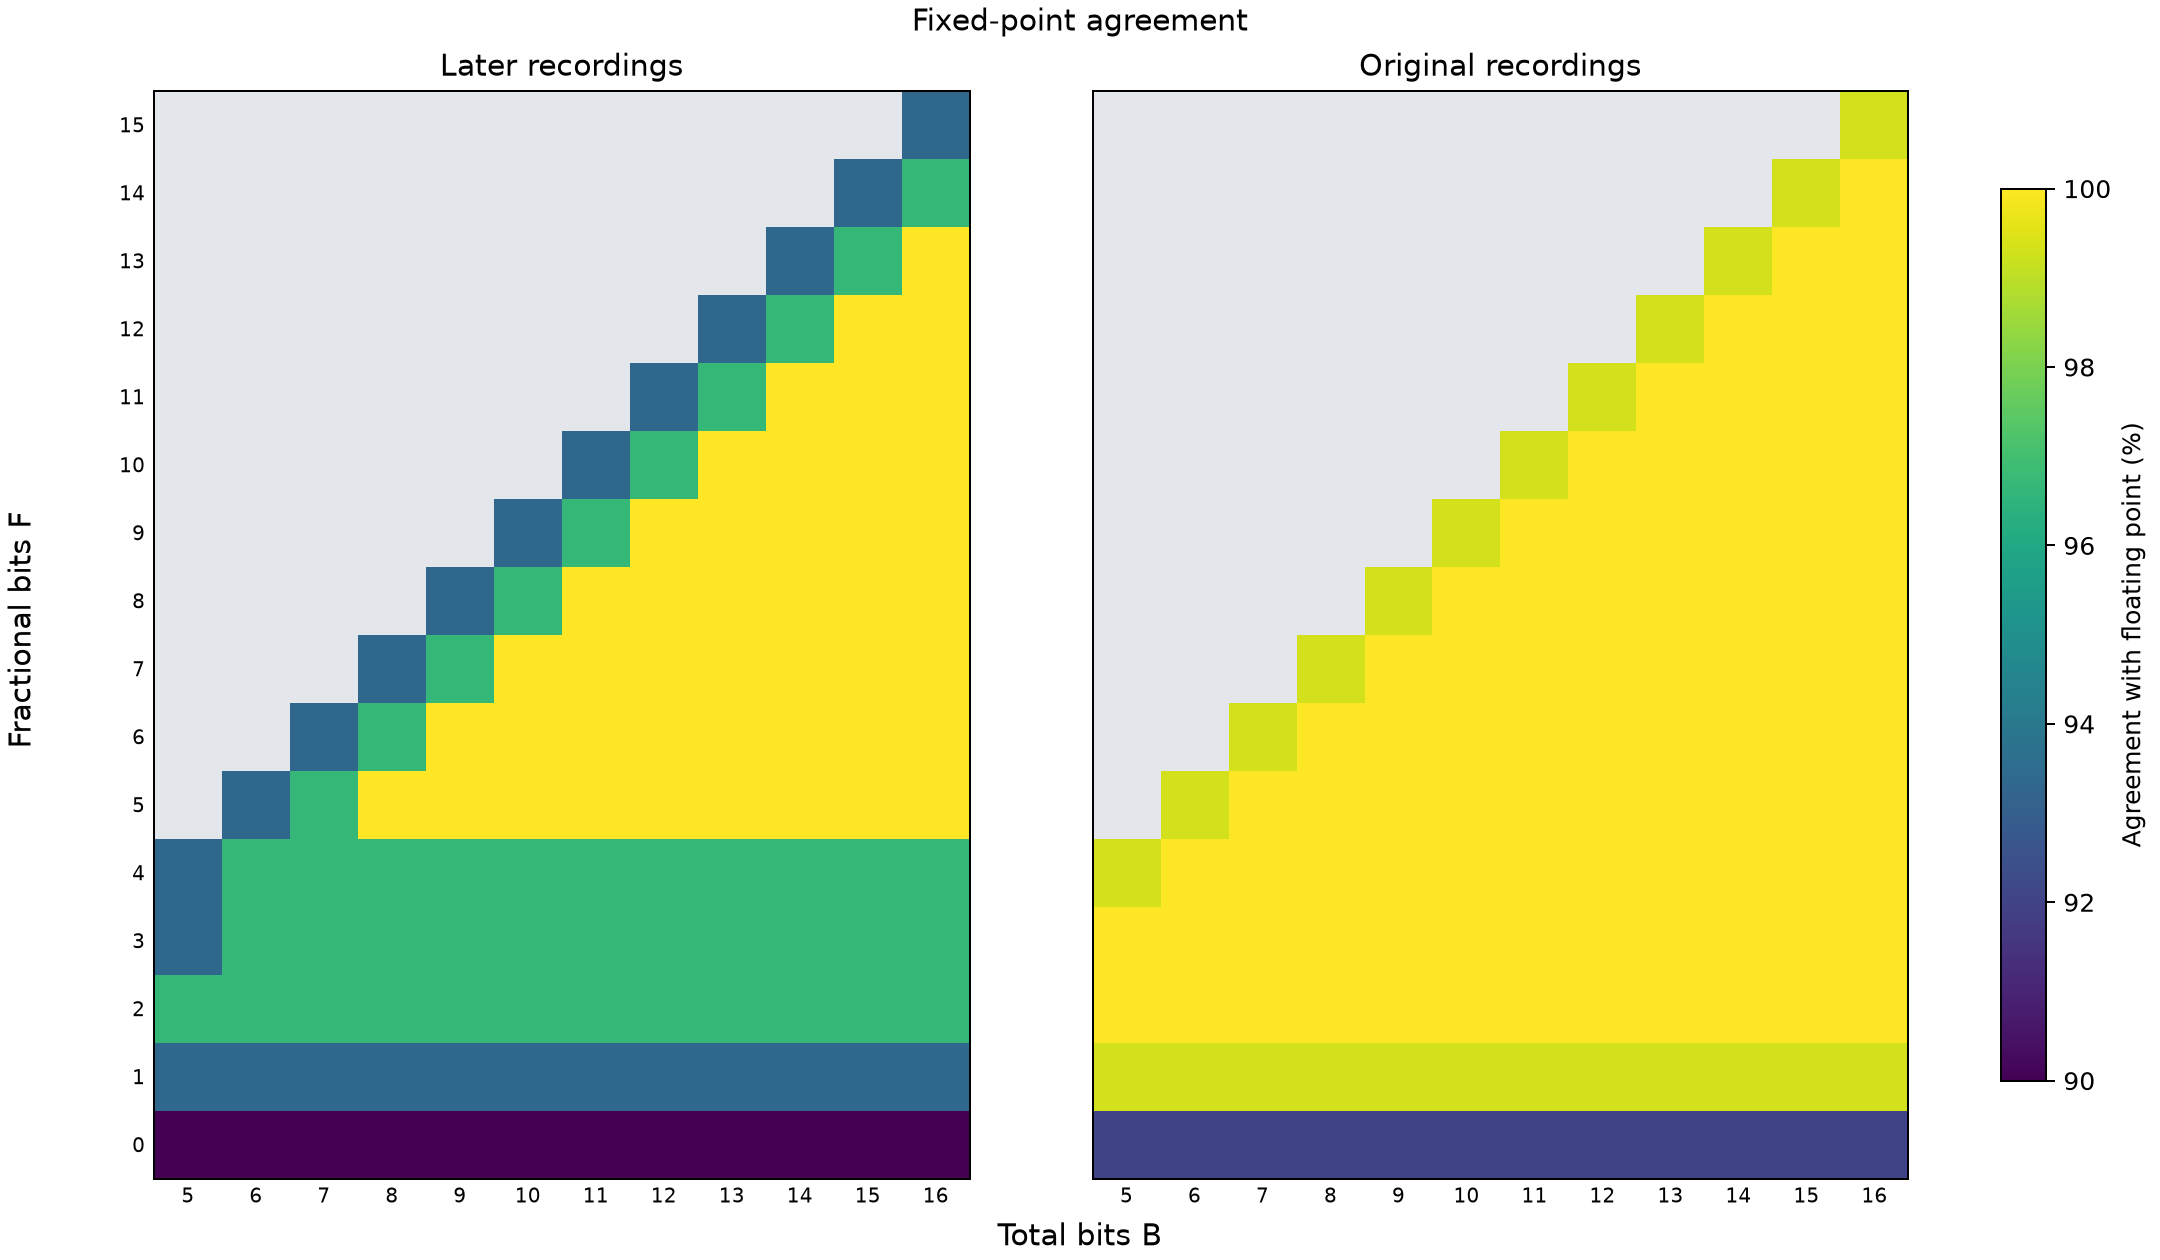 Fixed-point agreement
Later recordings
Original recordings
Fractional bits F
15
14
13
12
11
10
9
8
7
6
5
4
3
2
1
0
5 6 7 8 9 10 11 12 13 14 15 16
5 6 7 8 9 10 11 12 13 14 15 16
Total bits B
100
98
96
94
92
90
Agreement with floating point (%)